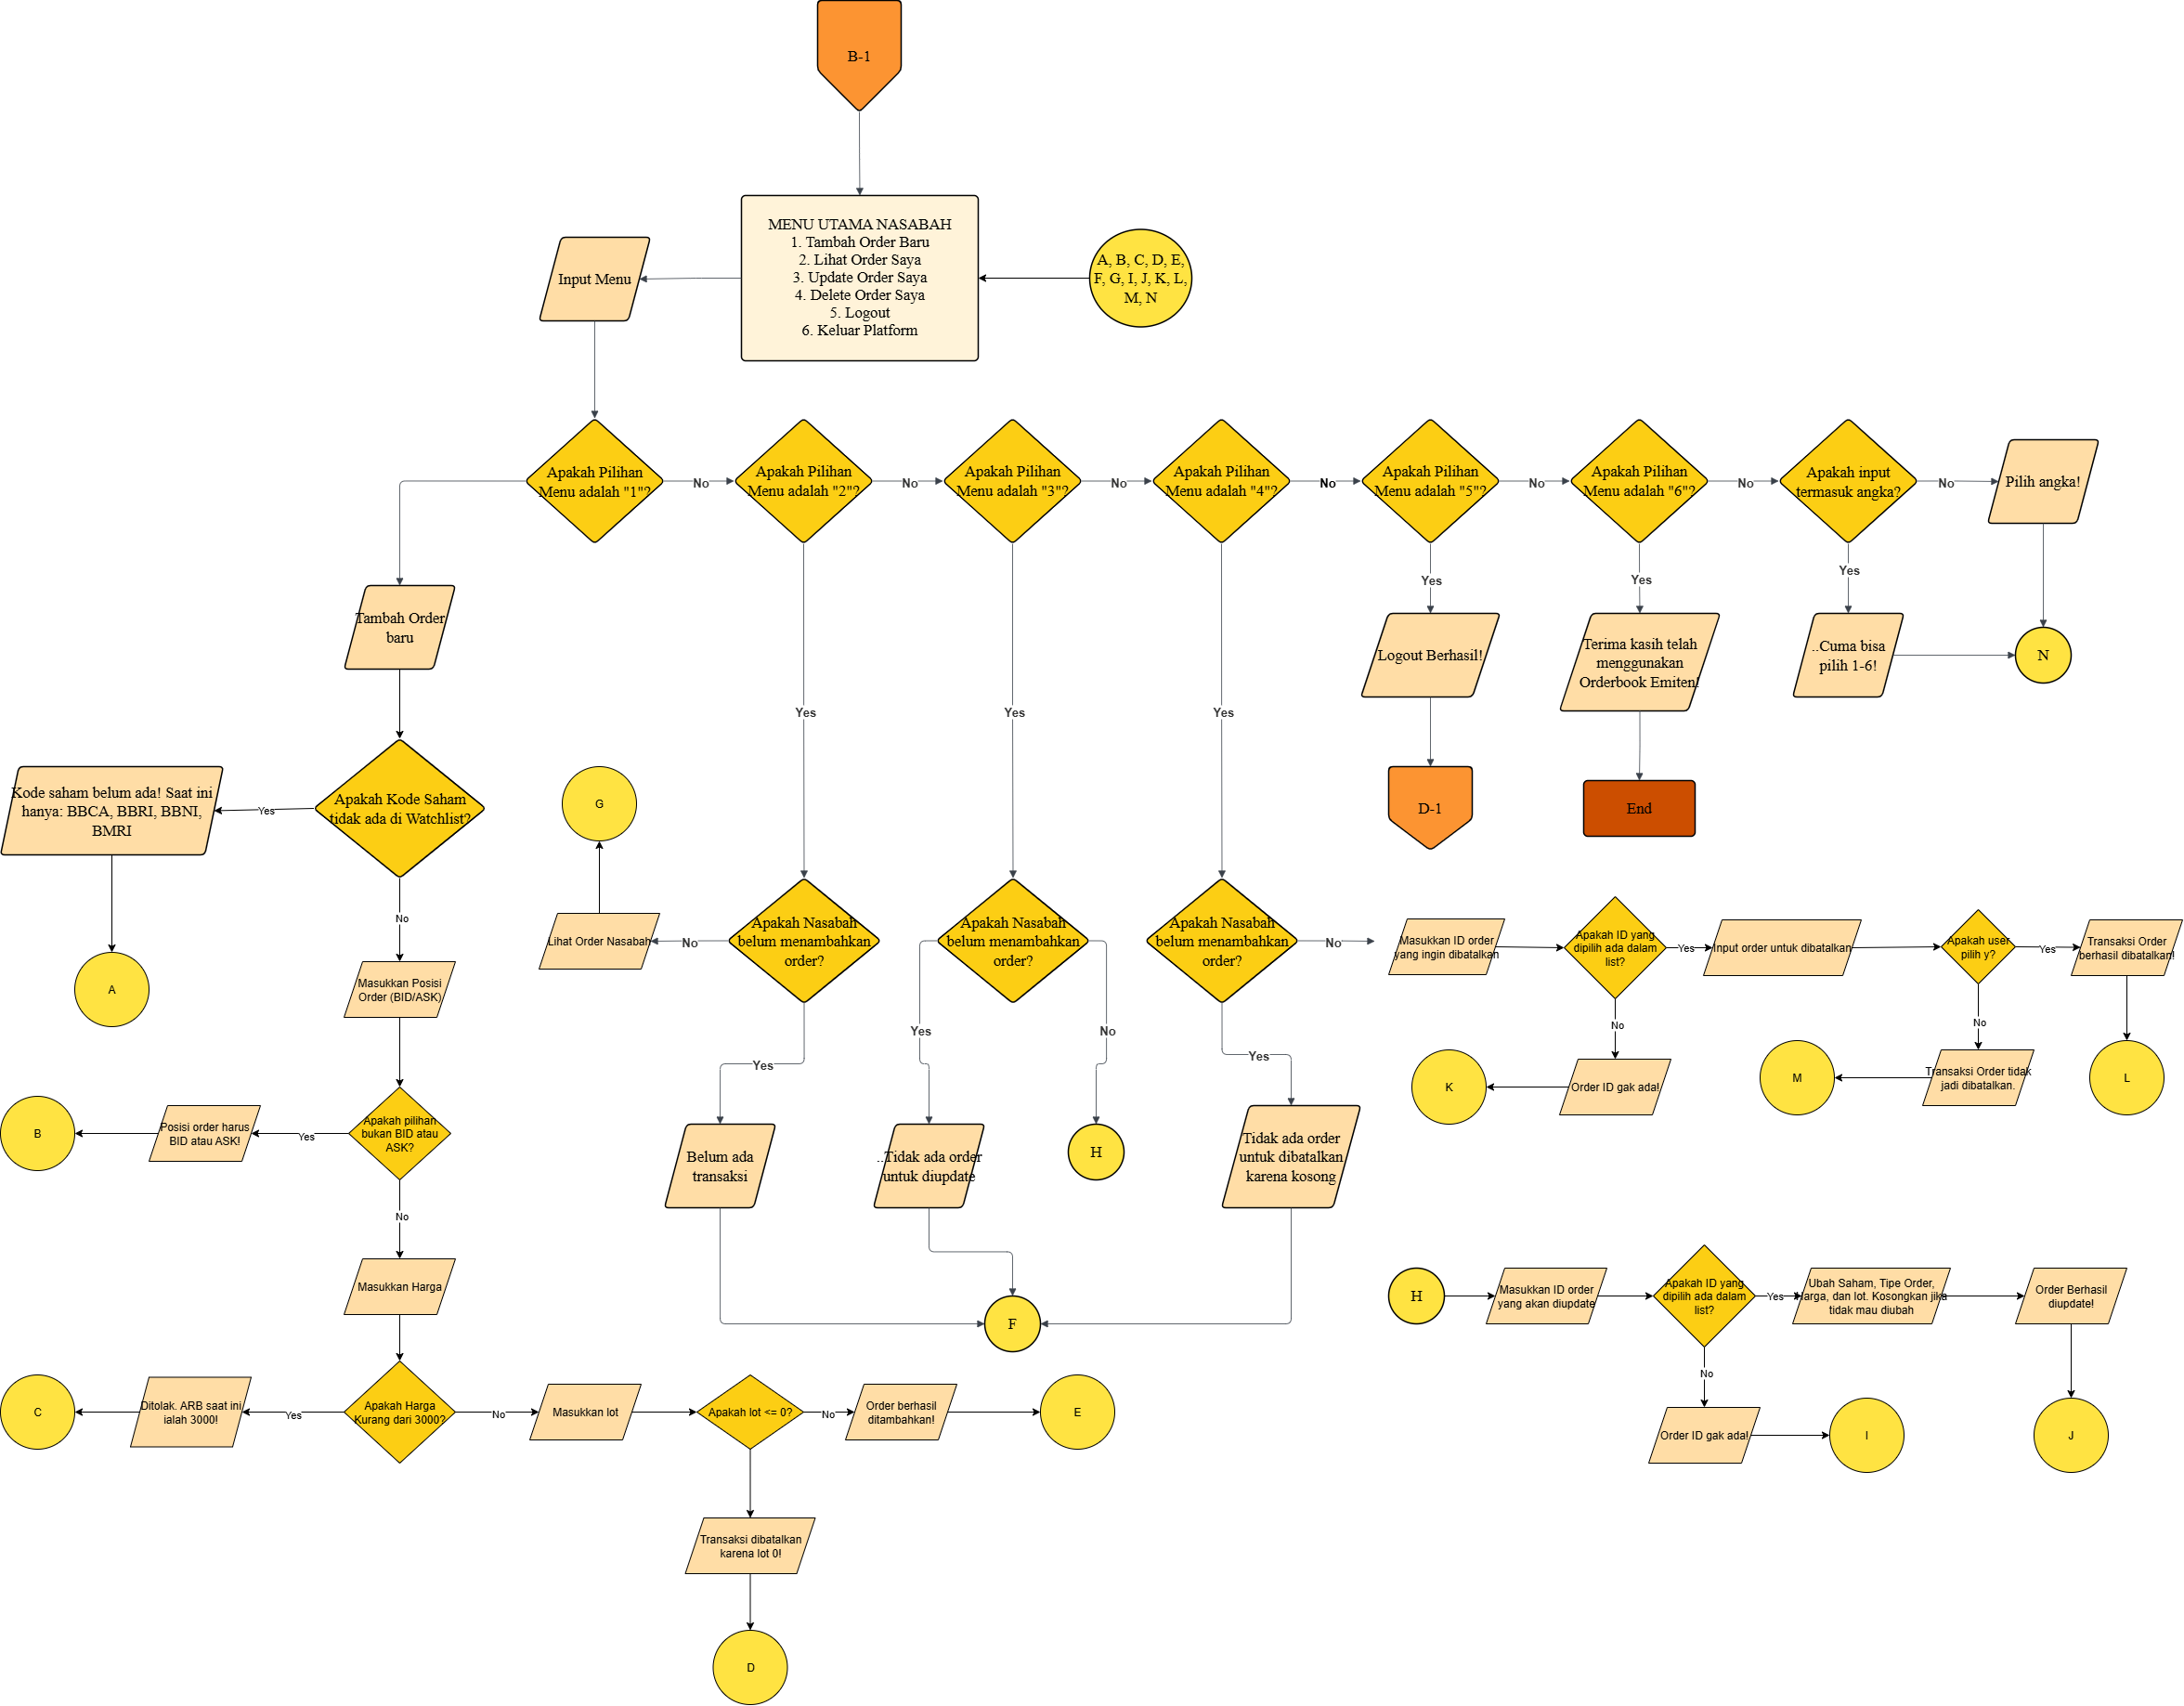 B-1
MENU UTAMA NASABAH
1. Tambah Order Baru
2. Lihat Order Saya
3. Update Order Saya
4. Delete Order Saya
5. Logout
6. Keluar Platform
Input Menu
A, B, C, D, E,
F, G, I, J, K, L,
M, N
Apakah Pilihan
Menu adalah "1"?
No
Apakah Pilihan
Menu adalah "2"?
No
Apakah Pilihan
Menu adalah "3"?
No
Apakah Pilihan
Menu adalah "4"?
No
Apakah Pilihan
Menu adalah "5"?
No
Apakah Pilihan
Menu adalah "6"?
No
Apakah input
termasuk angka?
No
Pilih angka!
Yes
Yes
Yes
Tambah Order
baru
Logout Berhasil!
Terima kasih telah
menggunakan
Orderbook Emiten!
..Cuma bisa
pilih 1-6!
N
Yes
Yes
Yes
Kode saham belum ada! Saat ini
hanya: BBCA, BBRI, BBNI,
BMRI
Yes
Apakah Kode Saham
tidak ada di Watchlist?
G
D-1
End
No
Lihat Order Nasabah
No
Apakah Nasabah
belum menambahkan
order?
Apakah Nasabah
belum menambahkan
order?
Apakah Nasabah
belum menambahkan
order?
No
Masukkan ID order
yang ingin dibatalkan
Apakah ID yang
dipilih ada dalam
list?
Yes
Input order untuk dibatalkan
Apakah user
pilih y?
Yes
Transaksi Order
berhasil dibatalkan!
A
Masukkan Posisi
Order (BID/ASK)
Yes
No
Yes
Yes
No
No
K
Order ID gak ada!
M
Transaksi Order tidak
jadi dibatalkan.
L
B
Posisi order harus
BID atau ASK!
Yes
Apakah pilihan
bukan BID atau
ASK?
Belum ada
transaksi
..Tidak ada order
untuk diupdate
H
Tidak ada order
untuk dibatalkan
karena kosong
No
Masukkan Harga
F
H
Masukkan ID order
yang akan diupdate
Apakah ID yang
dipilih ada dalam
list?
Yes
Ubah Saham, Tipe Order,
Harga, dan lot. Kosongkan jika
tidak mau diubah
Order Berhasil
diupdate!
No
C
Ditolak. ARB saat ini
ialah 3000!
Yes
Apakah Harga
Kurang dari 3000?
No
Masukkan lot
Apakah lot <= 0?
No
Order berhasil
ditambahkan!
E
Order ID gak ada!
I
J
Transaksi dibatalkan
karena lot 0!
D